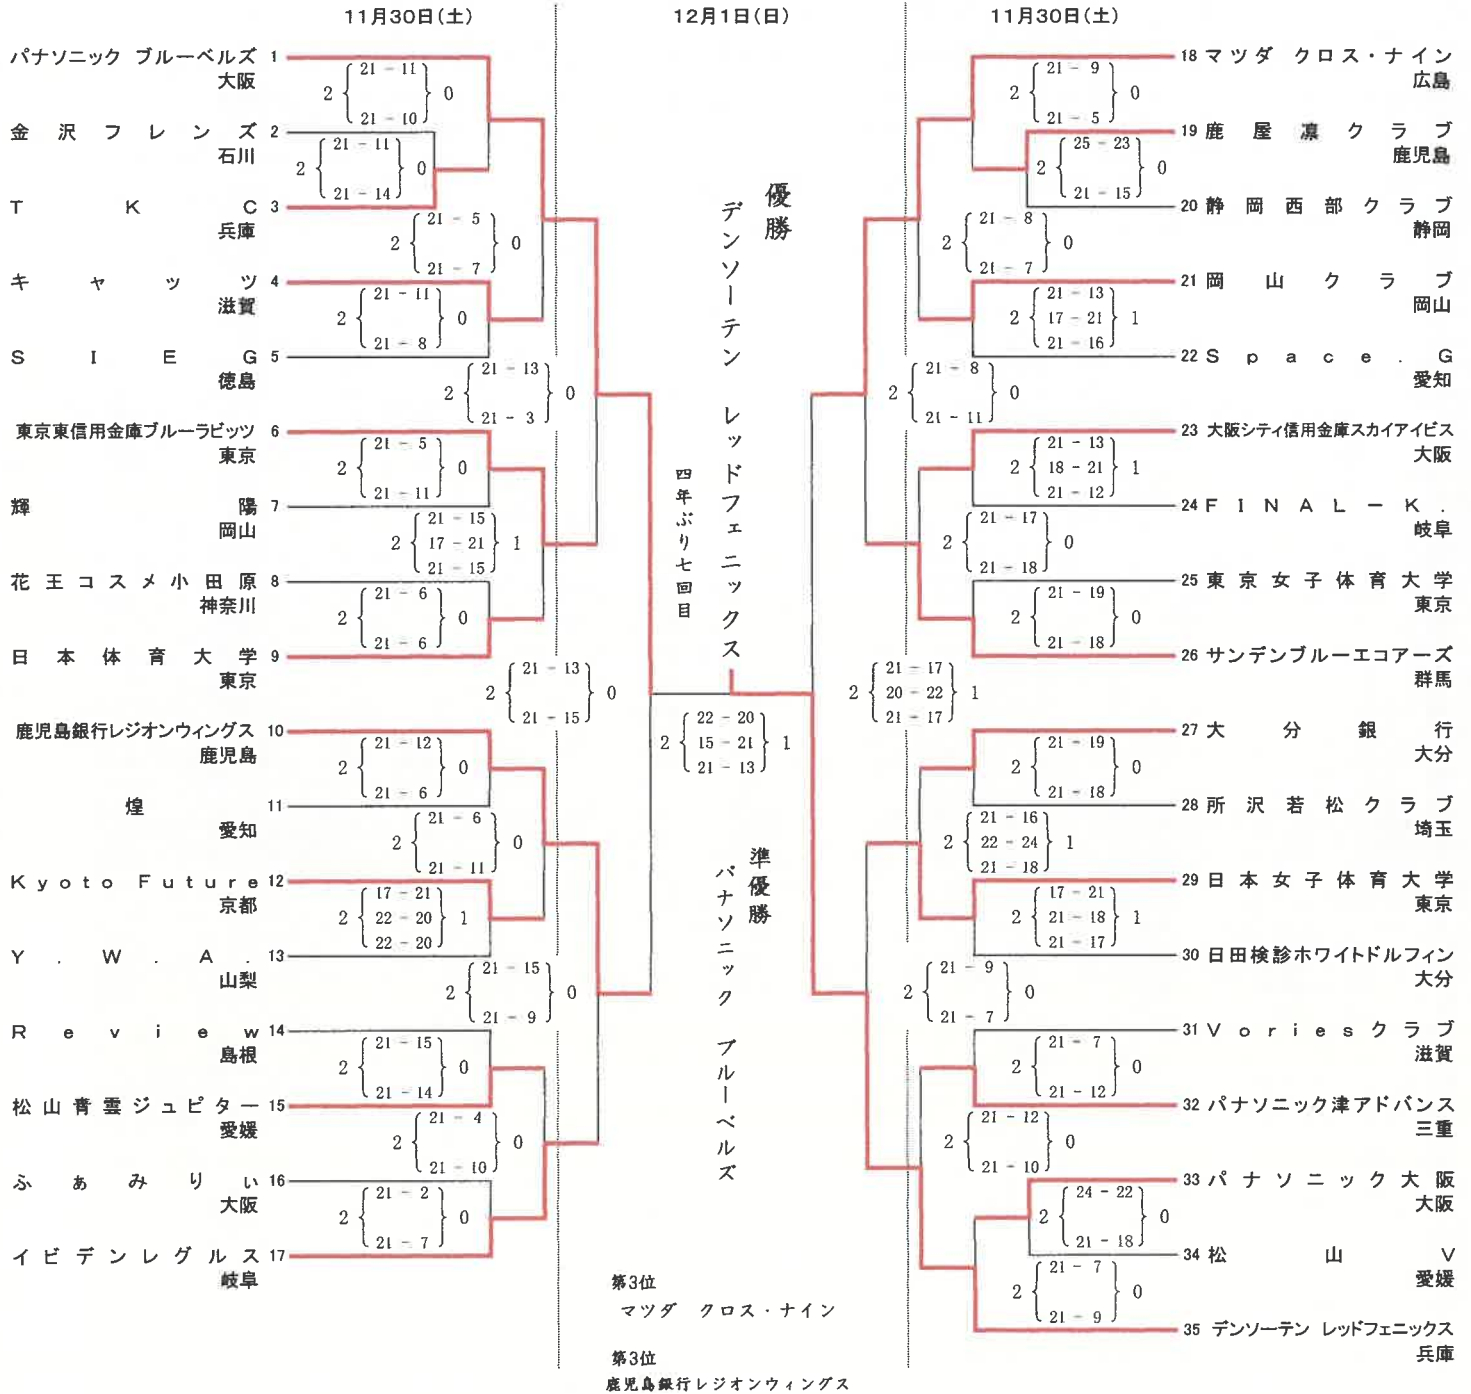 11月30日(土)
12月1日(日)
11月30日(土)
パナソニック ブルーベルズ 1
大阪
金沢フレンズ 2
石川
TKC 3
兵庫
キャッツ 4
滋賀
SIEG 5
徳島
東京東信用金庫ブルーラビッツ 6
東京
輝陽 7
岡山
花王コスメ小田原 8
神奈川
日本体育大学 9
東京
鹿児島銀行レジオンウィングス 10
鹿児島
煌 11
愛知
Kyoto Future 12
京都
Y.W.A. 13
山梨
Review 14
島根
松山青雲ジュピター 15
愛媛
ふぁみりぃ 16
大阪
イビデンレグルス 17
岐阜
2 21 - 11 0
21 - 10
2 21 - 11 0
21 - 14
2 21 - 5 0
21 - 7
2 21 - 11 0
21 - 8
2 21 - 13 0
21 - 3
2 21 - 5 0
21 - 11
2 21 - 15 1
17 - 21
21 - 15
2 21 - 6 0
21 - 6
2 21 - 13 0
21 - 15
2 21 - 12 0
21 - 6
2 21 - 6 0
21 - 11
2 17 - 21 1
22 - 20
22 - 20
2 21 - 15 0
21 - 9
2 21 - 15 0
21 - 14
2 21 - 4 0
21 - 10
2 21 - 2 0
21 - 7
優勝
デンソーテン レッドフェニックス
四年ぶり七回目
2 22 - 20 1
15 - 21
21 - 13
準優勝
パナソニック ブルーベルズ
第3位
マツダ クロス・ナイン
第3位
鹿児島銀行レジオンウィングス
18 マツダ クロス・ナイン
広島
19 鹿屋凛クラブ
鹿児島
20 静岡西部クラブ
静岡
21 岡山クラブ
岡山
22 Space.G
愛知
23 大阪シティ信用金庫スカイアイビス
大阪
24 FINAL-K.
岐阜
25 東京女子体育大学
東京
26 サンデンブルーエコアーズ
群馬
27 大分銀行
大分
28 所沢若松クラブ
埼玉
29 日本女子体育大学
東京
30 日田検診ホワイトドルフィン
大分
31 Voriesクラブ
滋賀
32 パナソニック津アドバンス
三重
33 パナソニック大阪
大阪
34 松山V
愛媛
35 デンソーテン レッドフェニックス
兵庫
2 21 - 9 0
21 - 5
2 25 - 23 0
21 - 15
2 21 - 8 0
21 - 7
2 21 - 13 1
17 - 21
21 - 16
2 21 - 8 0
21 - 11
2 21 - 13 1
18 - 21
21 - 12
2 21 - 17 0
21 - 18
2 21 - 19 0
21 - 18
2 21 - 17 1
20 - 22
21 - 17
2 21 - 19 0
21 - 18
2 21 - 16 1
22 - 24
21 - 18
2 17 - 21 1
21 - 18
21 - 17
2 21 - 9 0
21 - 7
2 21 - 7 0
21 - 12
2 21 - 12 0
21 - 10
2 24 - 22 0
21 - 18
2 21 - 7 0
21 - 9